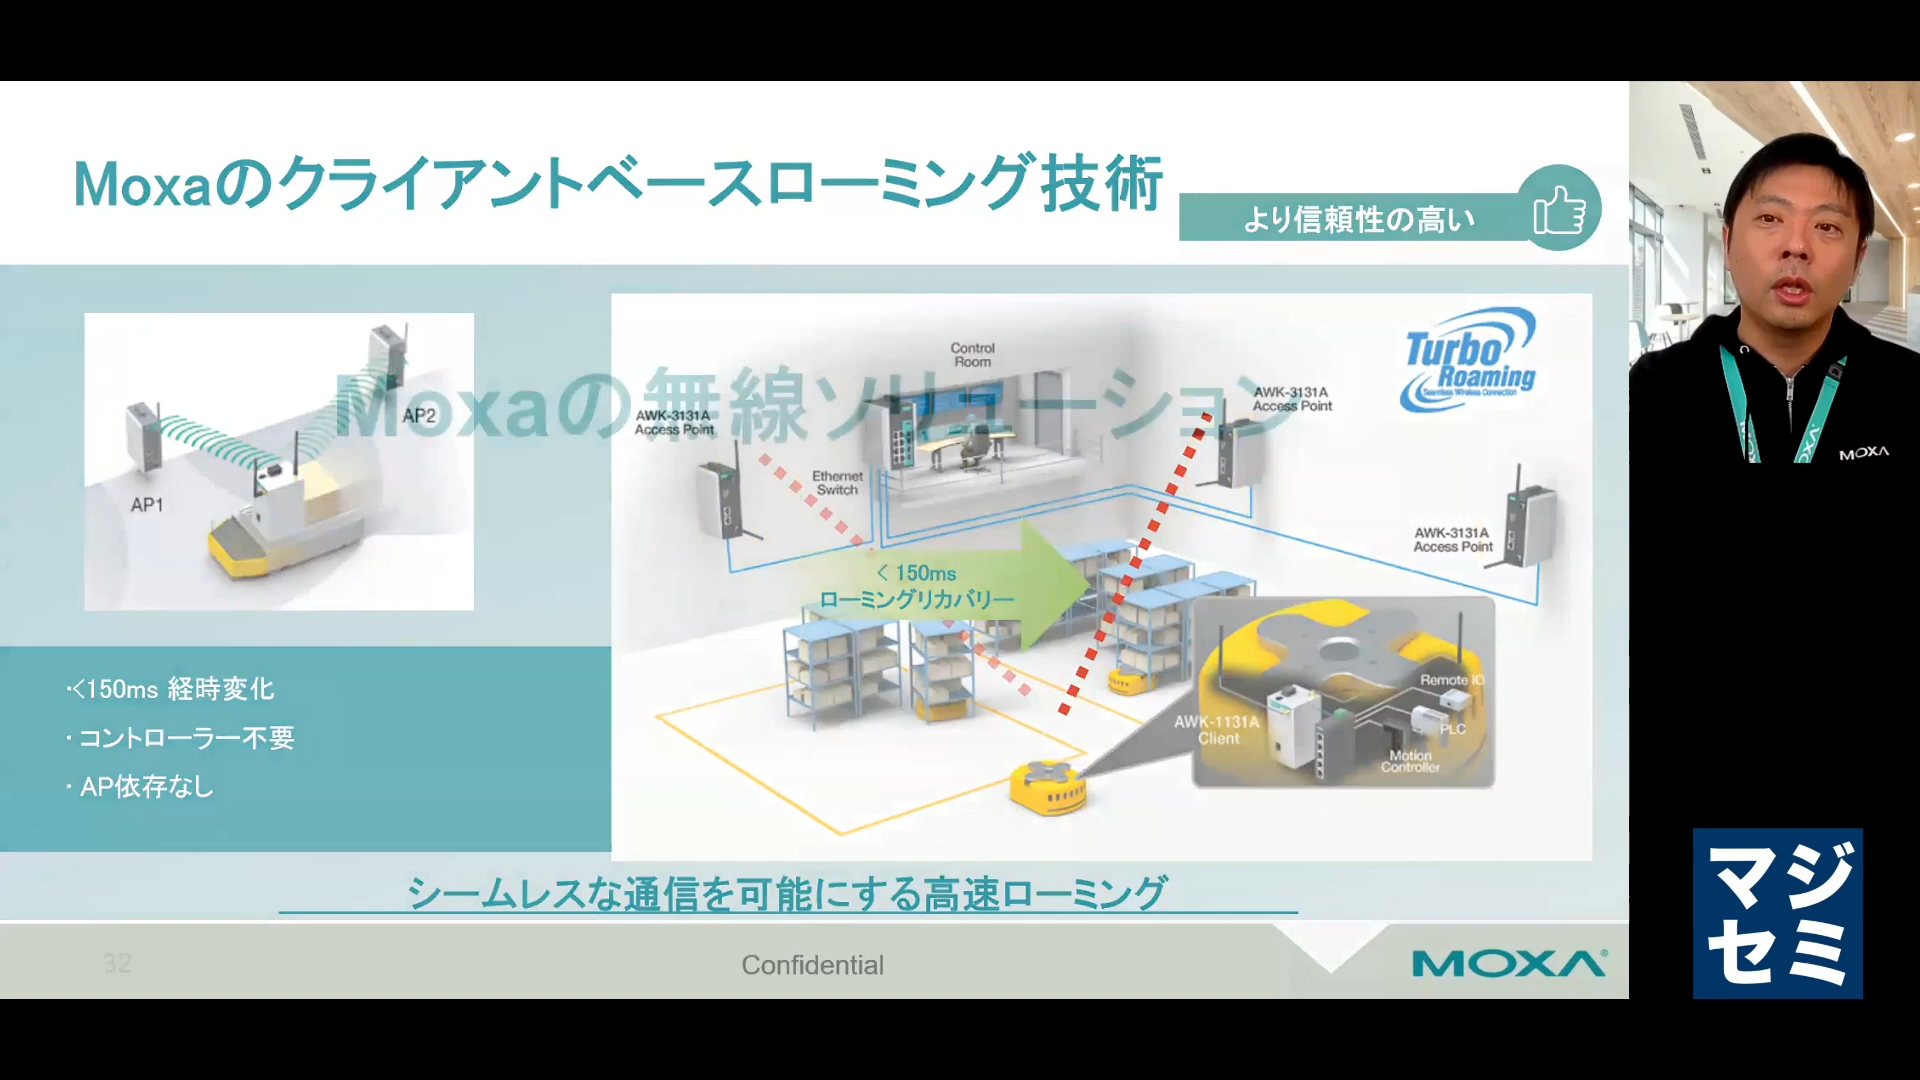 Moxaのクライアントベースローミング技術
より信頼性の高い
Moxaの無線ソリューション
AP1
AP2
Control
Room
AWK-3131A
Access Point
Ethernet
Switch
AWK-3131A
Access Point
AWK-3131A
Access Point
Turbo
Roaming
Seamless Wireless Connection
< 150ms
ローミングリカバリー
Remote IO
AWK-1131A
Client
PLC
Motion
Controller
・<150ms 経時変化
・コントローラー不要
・AP依存なし
シームレスな通信を可能にする高速ローミング
32
Confidential
MOXA®
MOXA
マジ
セミ